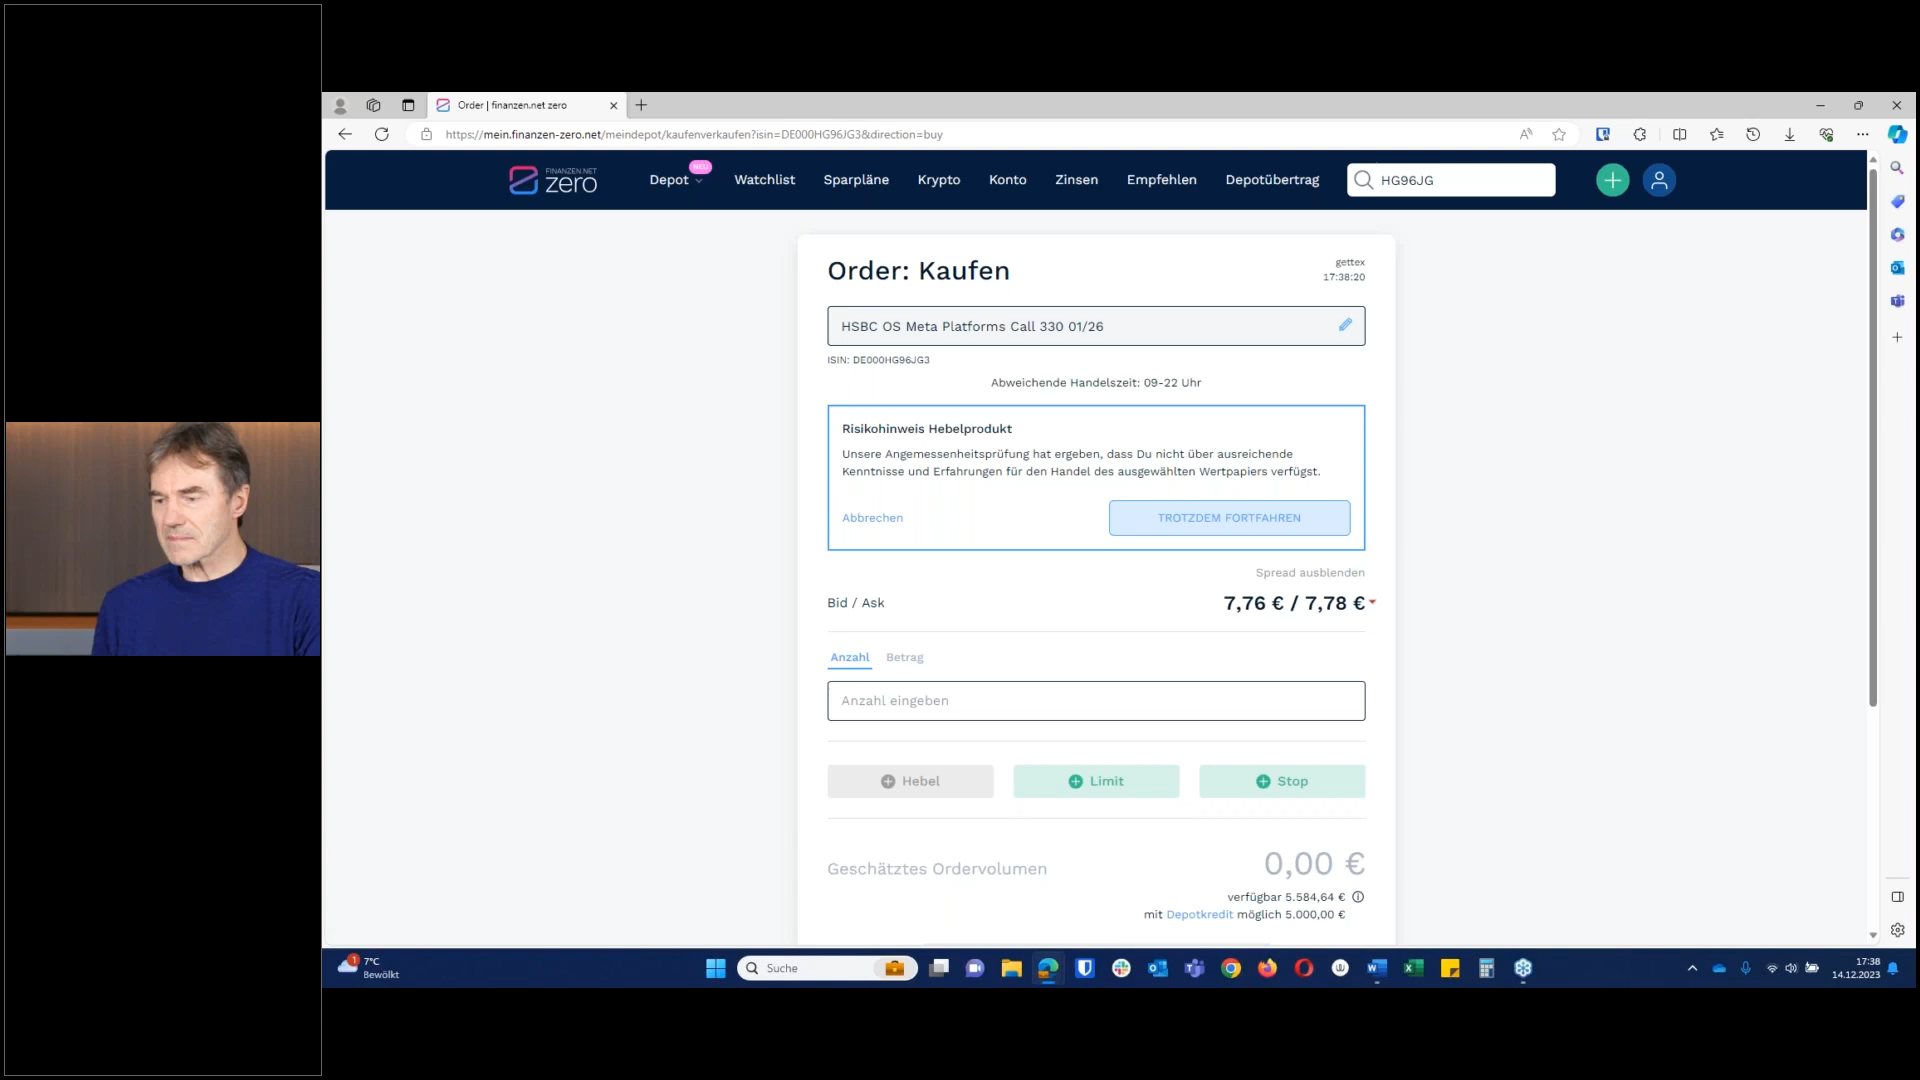 Order | finanzen.net zero
https://mein.finanzen-zero.net/meindepot/kaufenverkaufen?isin=DE000HG96JG3&direction=buy
FINANZEN.NET
zero
Depot
NEU
Watchlist
Sparpläne
Krypto
Konto
Zinsen
Empfehlen
Depotübertrag
HG96JG
Order: Kaufen
gettex
17:38:20
HSBC OS Meta Platforms Call 330 01/26
ISIN: DE000HG96JG3
Abweichende Handelszeit: 09-22 Uhr
Risikohinweis Hebelprodukt
Unsere Angemessenheitsprüfung hat ergeben, dass Du nicht über ausreichende
Kenntnisse und Erfahrungen für den Handel des ausgewählten Wertpapiers verfügst.
Abbrechen
TROTZDEM FORTFAHREN
Spread ausblenden
Bid / Ask
7,76 € / 7,78 €
Anzahl
Betrag
Anzahl eingeben
Hebel
Limit
Stop
Geschätztes Ordervolumen
0,00 €
verfügbar 5.584,64 €
mit Depotkredit möglich 5.000,00 €
1
7°C
Bewölkt
Suche
17:38
14.12.2023